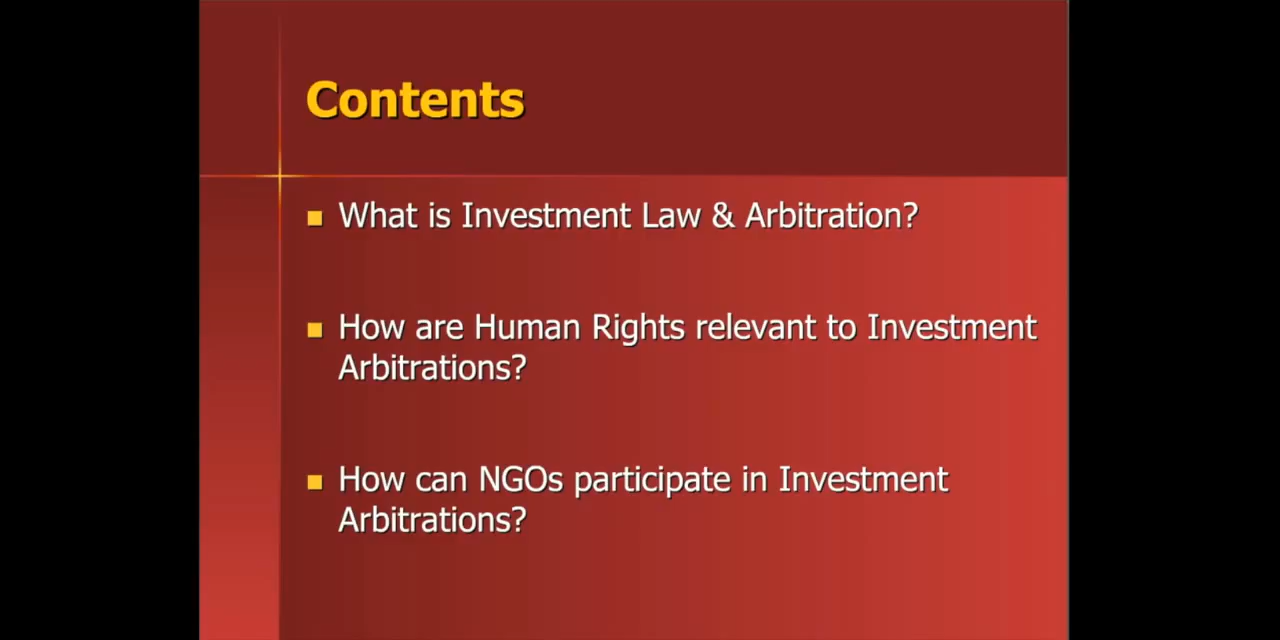 Contents
What is Investment Law & Arbitration?
How are Human Rights relevant to Investment
Arbitrations?
How can NGOs participate in Investment
Arbitrations?